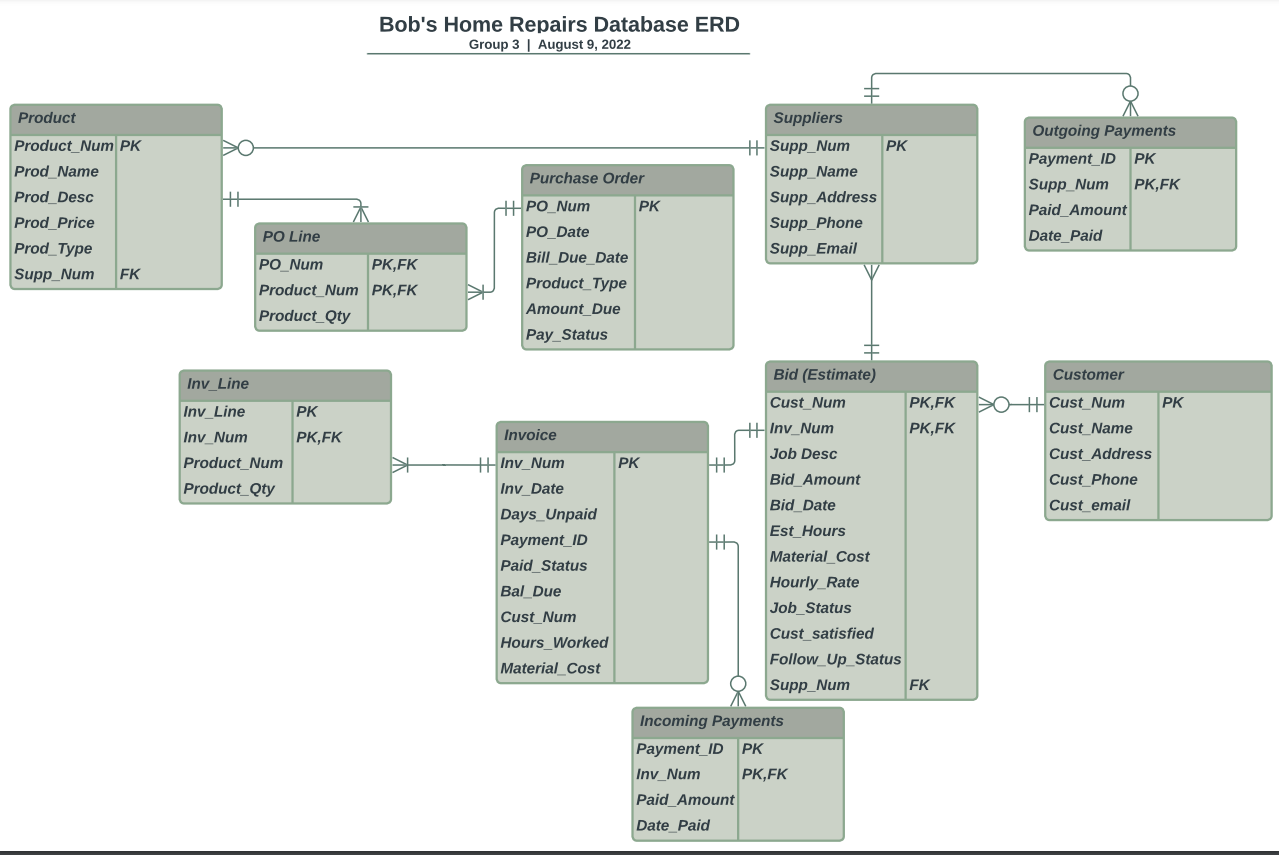 Bob's Home Repairs Database ERD
Group 3 | August 9, 2022
Product
Product_Num PK
Prod_Name
Prod_Desc
Prod_Price
Prod_Type
Supp_Num FK
PO Line
PO_Num PK,FK
Product_Num PK,FK
Product_Qty
Purchase Order
PO_Num PK
PO_Date
Bill_Due_Date
Product_Type
Amount_Due
Pay_Status
Suppliers
Supp_Num PK
Supp_Name
Supp_Address
Supp_Phone
Supp_Email
Outgoing Payments
Payment_ID PK
Supp_Num PK,FK
Paid_Amount
Date_Paid
Inv_Line
Inv_Line PK
Inv_Num PK,FK
Product_Num
Product_Qty
Invoice
Inv_Num PK
Inv_Date
Days_Unpaid
Payment_ID
Paid_Status
Bal_Due
Cust_Num
Hours_Worked
Material_Cost
Bid (Estimate)
Cust_Num PK,FK
Inv_Num PK,FK
Job Desc
Bid_Amount
Bid_Date
Est_Hours
Material_Cost
Hourly_Rate
Job_Status
Cust_satisfied
Follow_Up_Status
Supp_Num FK
Customer
Cust_Num PK
Cust_Name
Cust_Address
Cust_Phone
Cust_email
Incoming Payments
Payment_ID PK
Inv_Num PK,FK
Paid_Amount
Date_Paid